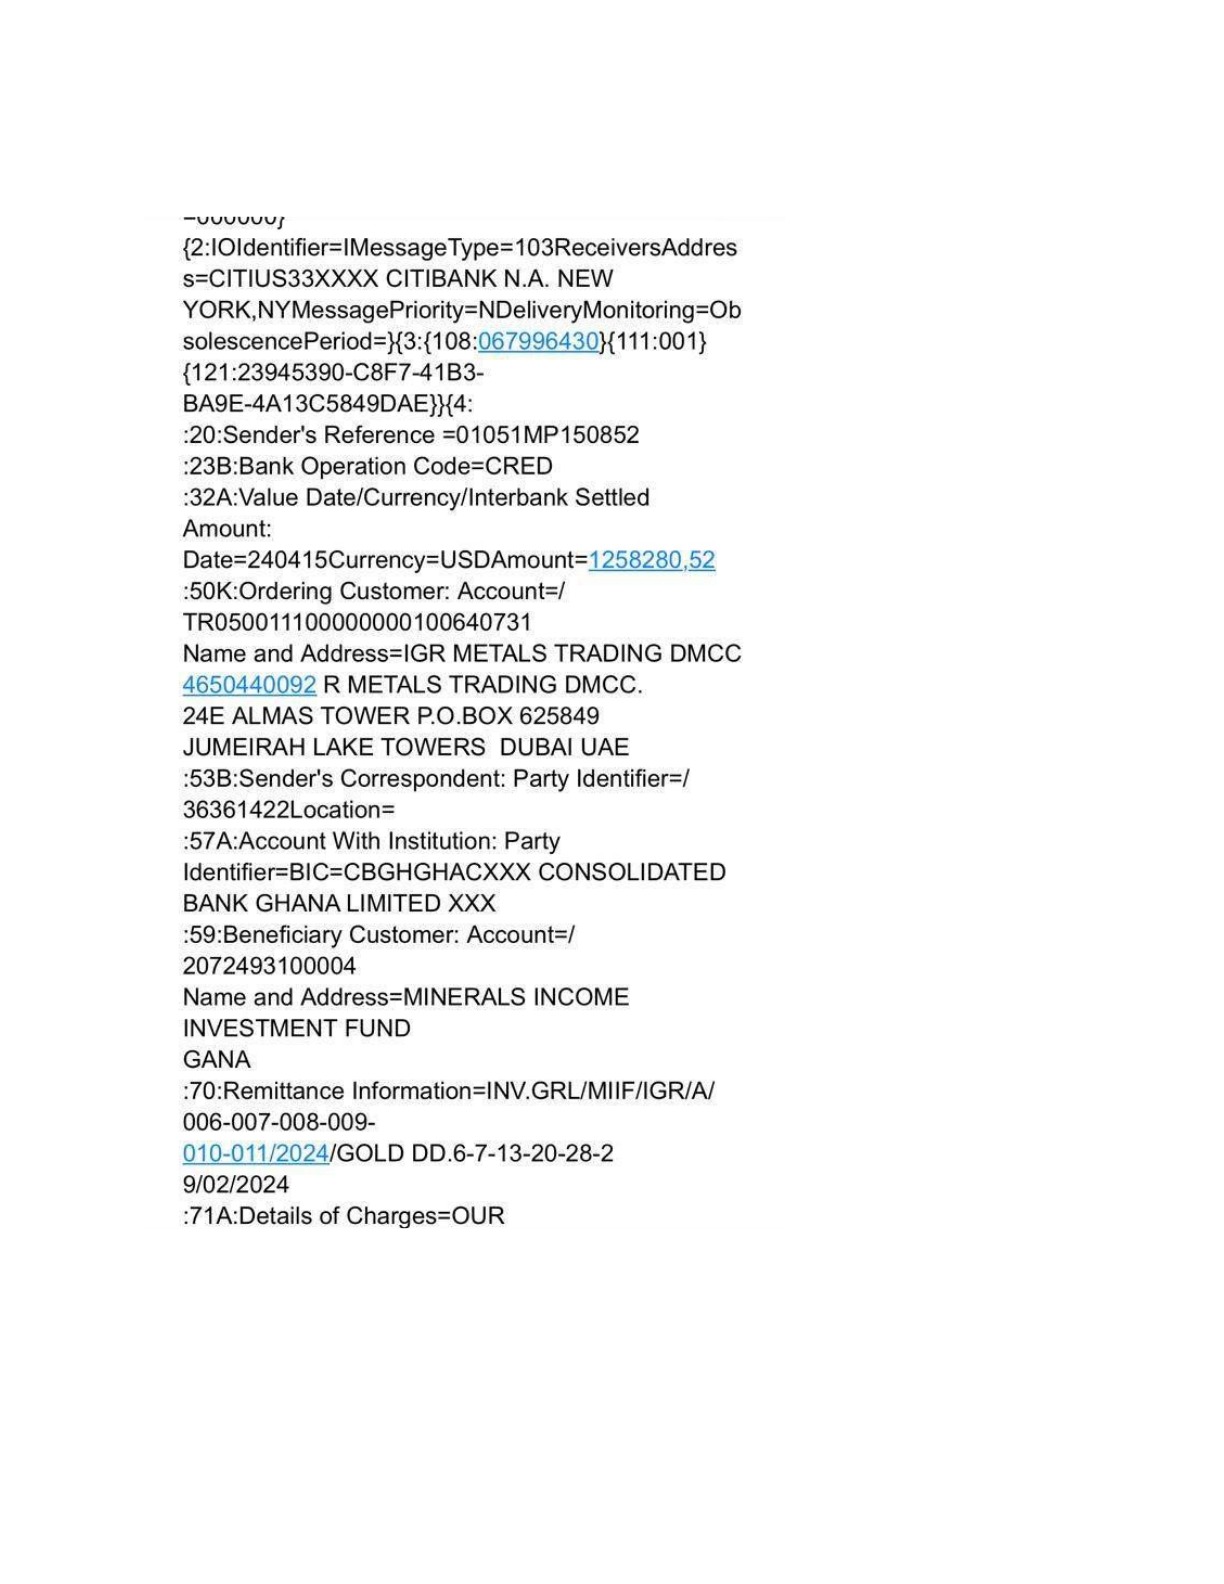 =000000}
{2:IOIdentifier=IMessageType=103ReceiversAddres
s=CITIUS33XXXX CITIBANK N.A. NEW
YORK,NYMessagePriority=NDeliveryMonitoring=Ob
solescencePeriod=}{3:{108:067996430}{111:001}
{121:23945390-C8F7-41B3-
BA9E-4A13C5849DAE}}{4:
:20:Sender's Reference =01051MP150852
:23B:Bank Operation Code=CRED
:32A:Value Date/Currency/Interbank Settled
Amount:
Date=240415Currency=USDAmount=1258280,52
:50K:Ordering Customer: Account=/
TR050011100000000100640731
Name and Address=IGR METALS TRADING DMCC
4650440092 R METALS TRADING DMCC.
24E ALMAS TOWER P.O.BOX 625849
JUMEIRAH LAKE TOWERS  DUBAI UAE
:53B:Sender's Correspondent: Party Identifier=/
36361422Location=
:57A:Account With Institution: Party
Identifier=BIC=CBGHGHACXXX CONSOLIDATED
BANK GHANA LIMITED XXX
:59:Beneficiary Customer: Account=/
2072493100004
Name and Address=MINERALS INCOME
INVESTMENT FUND
GANA
:70:Remittance Information=INV.GRL/MIIF/IGR/A/
006-007-008-009-
010-011/2024/GOLD DD.6-7-13-20-28-2
9/02/2024
:71A:Details of Charges=OUR